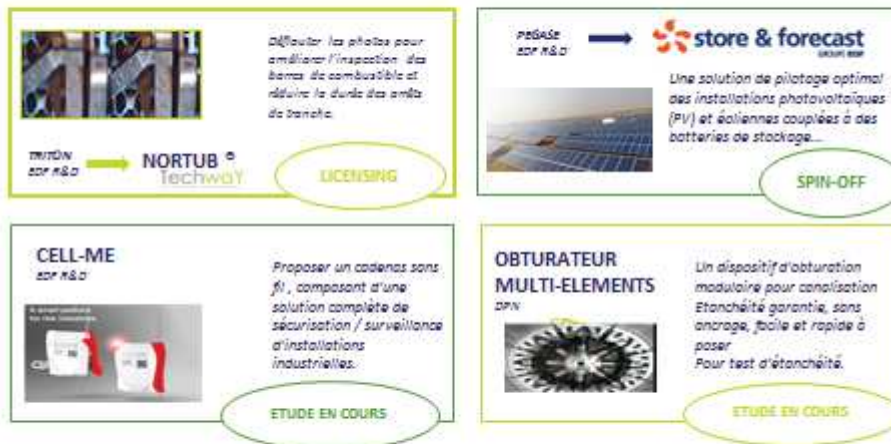 Déflouter les photos pour
améliorer l'inspection des
barres de combustible et
réduire la durée des arrêts
de tranche.
TRITON
EDF R&D
NORTUB ®
TechwaY
LICENSING
PEGASE
EDF R&D
store & forecast
GROUPE EDF
Une solution de pilotage optimal
des installations photovoltaïques
(PV) et éoliennes couplées à des
batteries de stockage...
SPIN-OFF
CELL-ME
EDF R&D
Proposer un cadenas sans
fil , composant d'une
solution complète de
sécurisation / surveillance
d'installations
industrielles.
ETUDE EN COURS
OBTURATEUR
MULTI-ELEMENTS
DPN
Un dispositif d'obturation
modulaire pour canalisation
Etanchéité garantie, sans
ancrage, facile et rapide à
poser
Pour test d'étanchéité.
ETUDE EN COURS